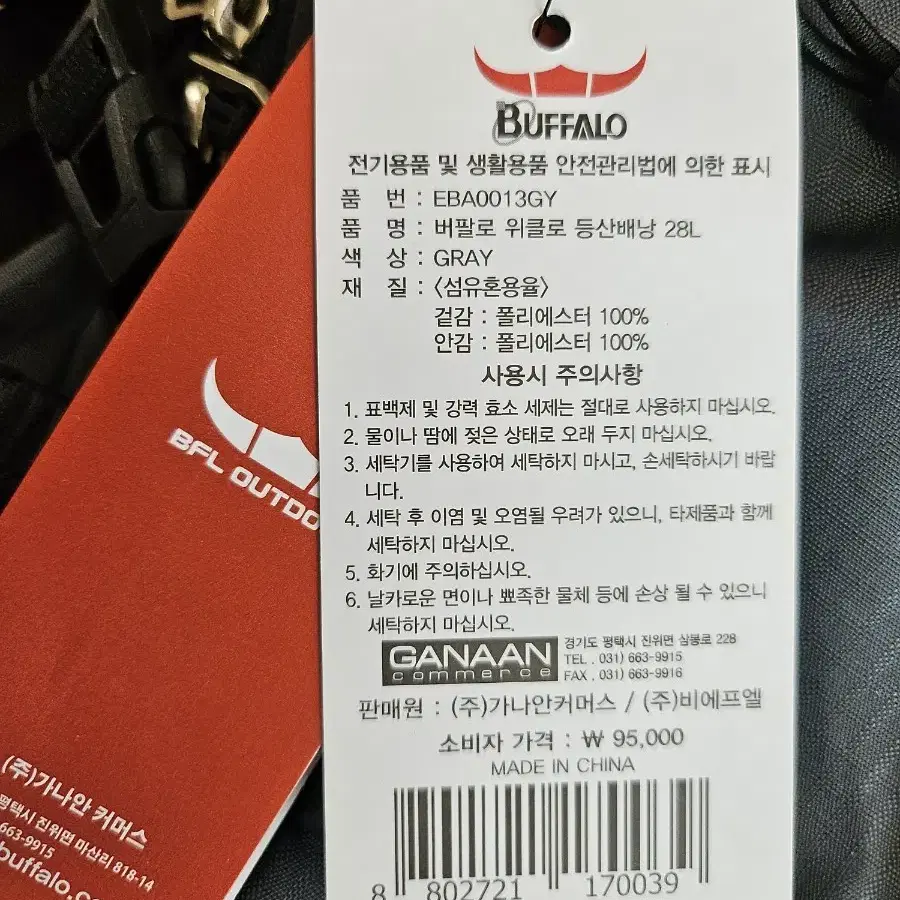 BUFFALO
전기용품 및 생활용품 안전관리법에 의한 표시
품 번 : EBA0013GY
품 명 : 버팔로 위클로 등산배낭 28L
색 상 : GRAY
재 질 : <섬유혼용율>
겉감 : 폴리에스터 100%
안감 : 폴리에스터 100%
사용시 주의사항
1. 표백제 및 강력 효소 세제는 절대로 사용하지 마십시오.
2. 물이나 땀에 젖은 상태로 오래 두지 마십시오.
3. 세탁기를 사용하여 세탁하지 마시고, 손세탁하시기 바랍
니다.
4. 세탁 후 이염 및 오염될 우려가 있으니, 타제품과 함께
세탁하지 마십시오.
5. 화기에 주의하십시오.
6. 날카로운 면이나 뾰족한 물체 등에 손상 될 수 있으니
세탁하지 마십시오.
GANAAN
commerce
경기도 평택시 진위면 삼봉로 228
TEL . 031) 663-9915
FAX . 031) 663-9916
판매원 : (주)가나안커머스 / (주)비에프엘
소비자 가격 : ₩ 95,000
MADE IN CHINA
8 802721 170039
BFL OUTDO
(주)가나안 커머스
평택시 진위면 마산리 818-14
663-9915
buffalo.co